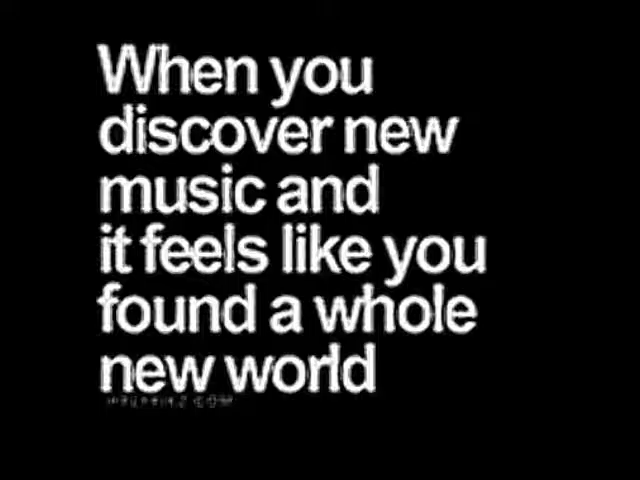 When you
discover new
music and
it feels like you
found a whole
new world